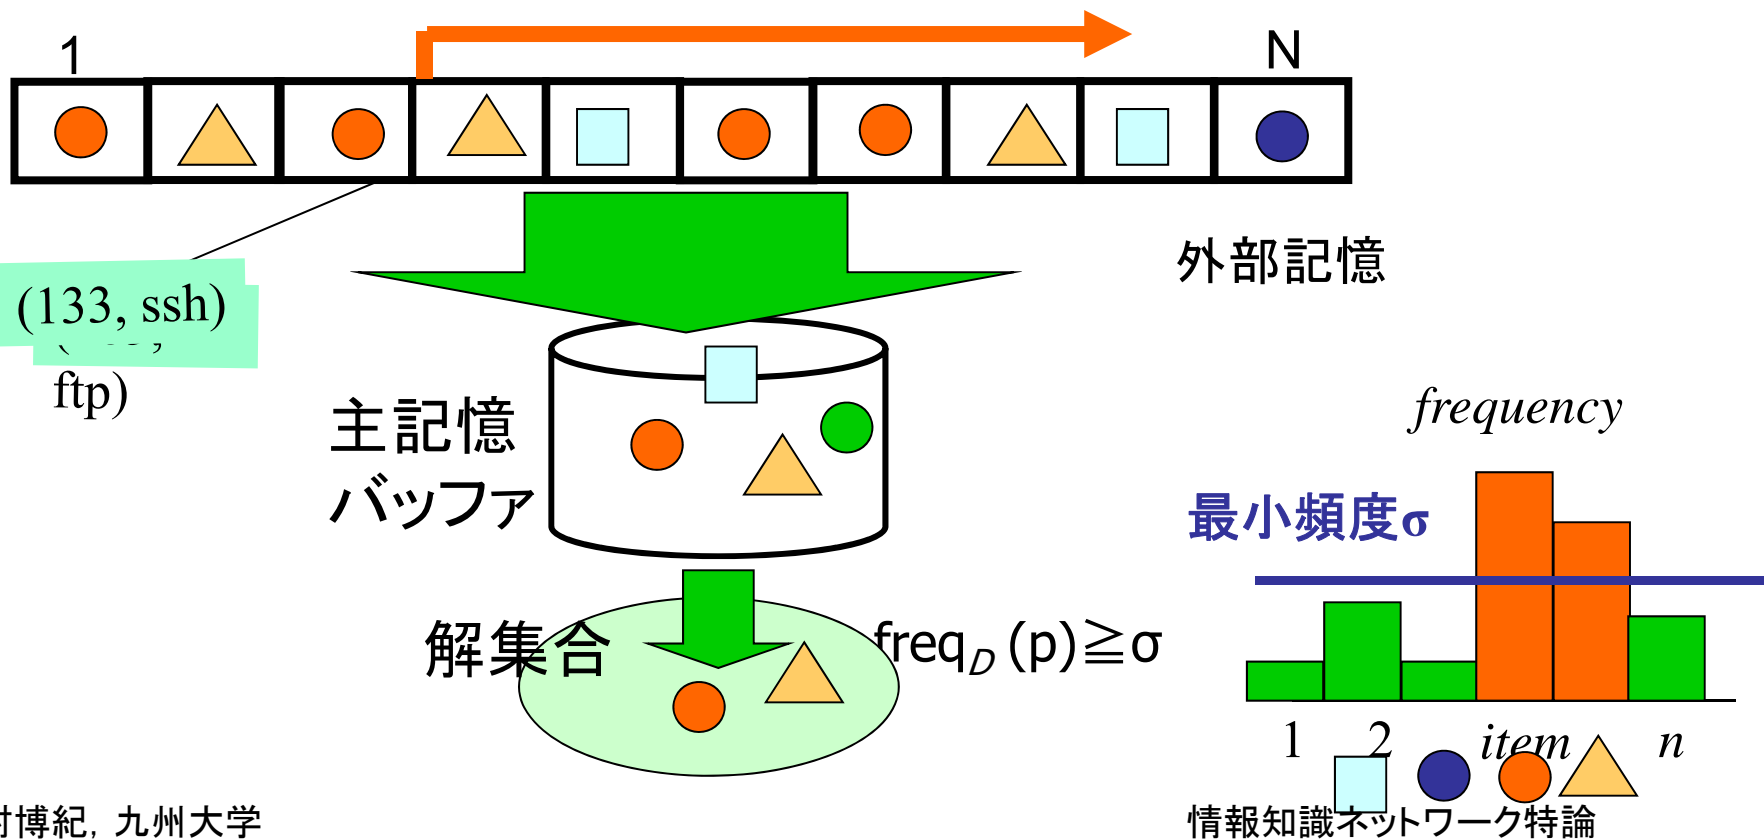 1
N
外部記憶
(133, ssh)
ftp)
主記憶
バッファ
frequency
最小頻度σ
解集合
freqD (p)≧σ
1 2 item n
村博紀, 九州大学
情報知識ネットワーク特論